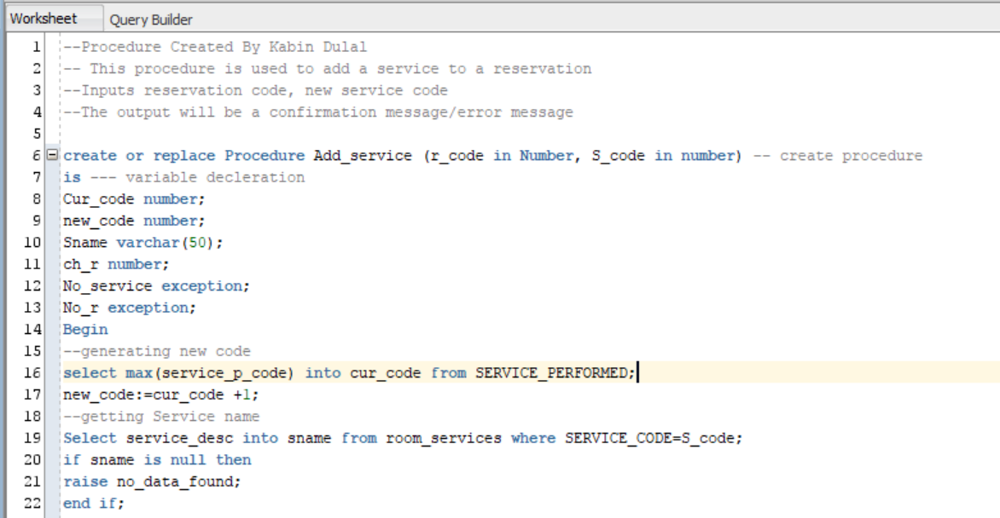 Worksheet Query Builder
1 --Procedure Created By Kabin Dulal
2 -- This procedure is used to add a service to a reservation
3 --Inputs reservation code, new service code
4 --The output will be a confirmation message/error message
5
6 create or replace Procedure Add_service (r_code in Number, S_code in number) -- create procedure
7 is --- variable decleration
8 Cur_code number;
9 new_code number;
10 Sname varchar(50);
11 ch_r number;
12 No_service exception;
13 No_r exception;
14 Begin
15 --generating new code
16 select max(service_p_code) into cur_code from SERVICE_PERFORMED;
17 new_code:=cur_code +1;
18 --getting Service name
19 Select service_desc into sname from room_services where SERVICE_CODE=S_code;
20 if sname is null then
21 raise no_data_found;
22 end if;